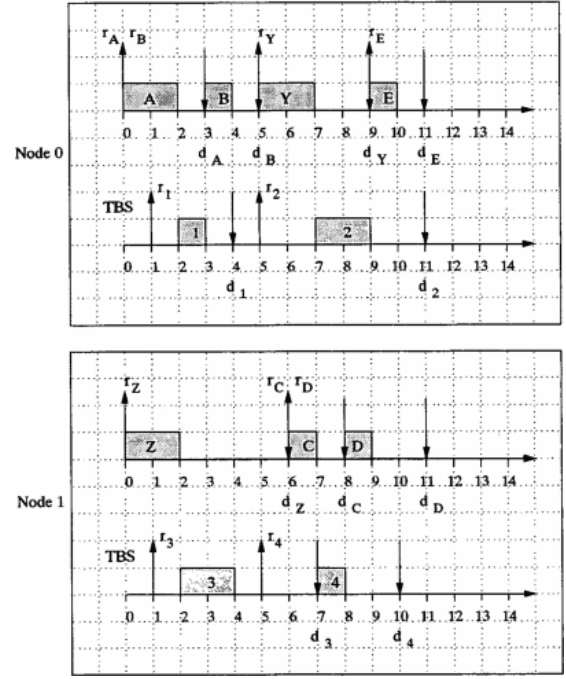 r_A r_B r_Y r_E
A B Y E
0 1 2 3 4 5 6 7 8 9 10 11 12 13 14
d_A d_B d_Y d_E
Node 0
TBS r_1 r_2
1 2
0 1 2 3 4 5 6 7 8 9 10 11 12 13 14
d_1 d_2
r_Z r_C r_D
Z C D
0 1 2 3 4 5 6 7 8 9 10 11 12 13 14
d_Z d_C d_D
Node 1
TBS r_3 r_4
3 4
0 1 2 3 4 5 6 7 8 9 10 11 12 13 14
d_3 d_4